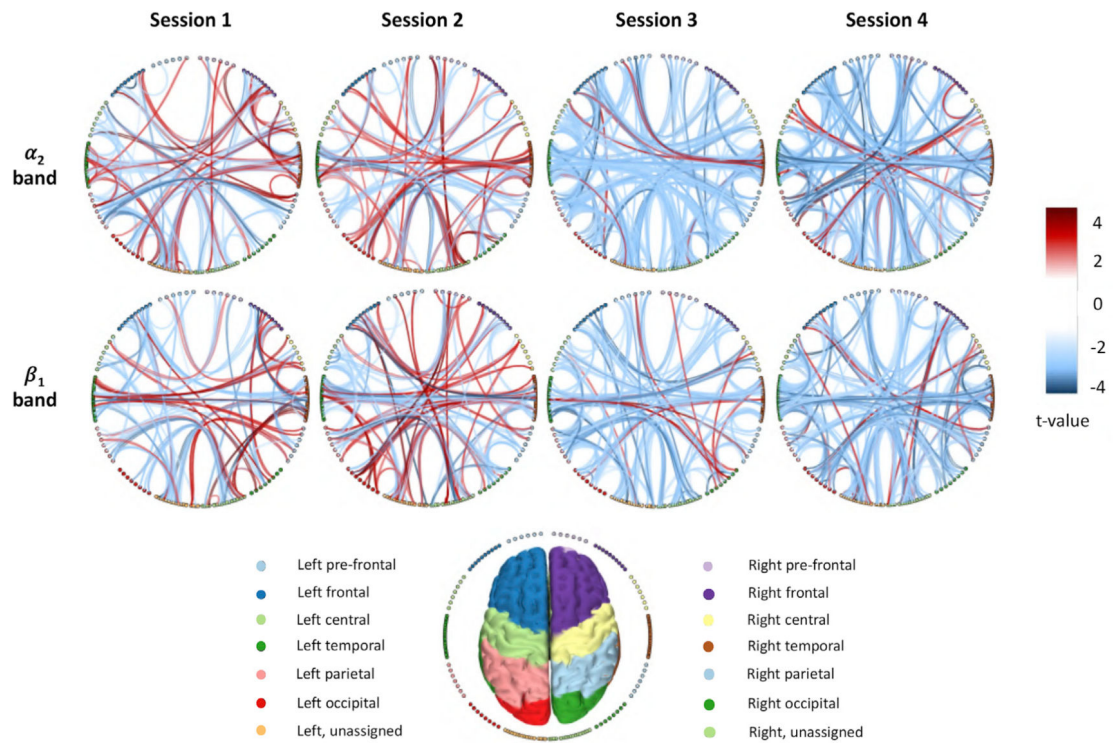 Session 1 Session 2 Session 3 Session 4
α₂
band
β₁
band
4
2
0
-2
-4
t-value
Left pre-frontal
Left frontal
Left central
Left temporal
Left parietal
Left occipital
Left, unassigned
Right pre-frontal
Right frontal
Right central
Right temporal
Right parietal
Right occipital
Right, unassigned